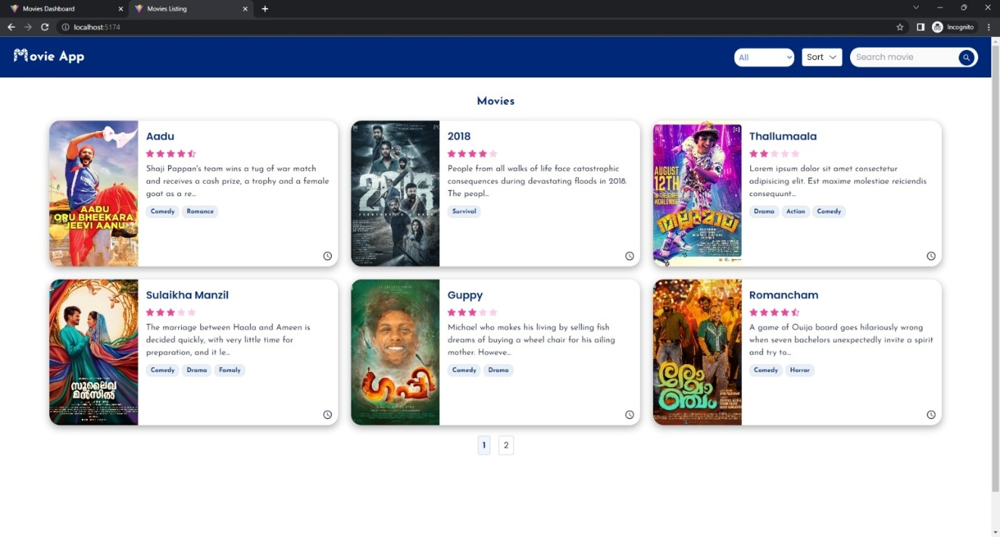 Movies Dashboard
Movies Listing
localhost:5174
Incognito
Movie App
All
Sort
Search movie
Movies
AADU
ORU BHEEKARA
JEEVI AANU
Aadu
Shaji Pappan's team wins a tug of war match
and receives a cash prize, a trophy and a female
goat as a re...
Comedy Romance
2018
2018
People from all walks of life face catastrophic
consequences during devastating floods in 2018.
The peopl...
Survival
AUGUST
12TH
IN THEATRES
WORLDWIDE
തല്ലുമാല
Thallumaala
Lorem ipsum dolor sit amet consectetur
adipisicing elit. Est maxime molestiae reiciendis
consequunt...
Drama Action Comedy
സുലൈഖ
മൻസിൽ
Sulaikha Manzil
The marriage between Haala and Ameen is
decided quickly, with very little time for
preparation, and it le...
Comedy Drama Famaly
ഗപ്പി
Guppy
Michael who makes his living by selling fish
dreams of buying a wheel chair for his ailing
mother. Howeve...
Comedy Drama
രോമാഞ്ചം
Romancham
A game of Ouija board goes hilariously wrong
when seven bachelors unexpectedly invite a spirit
and try to...
Comedy Horror
1 2